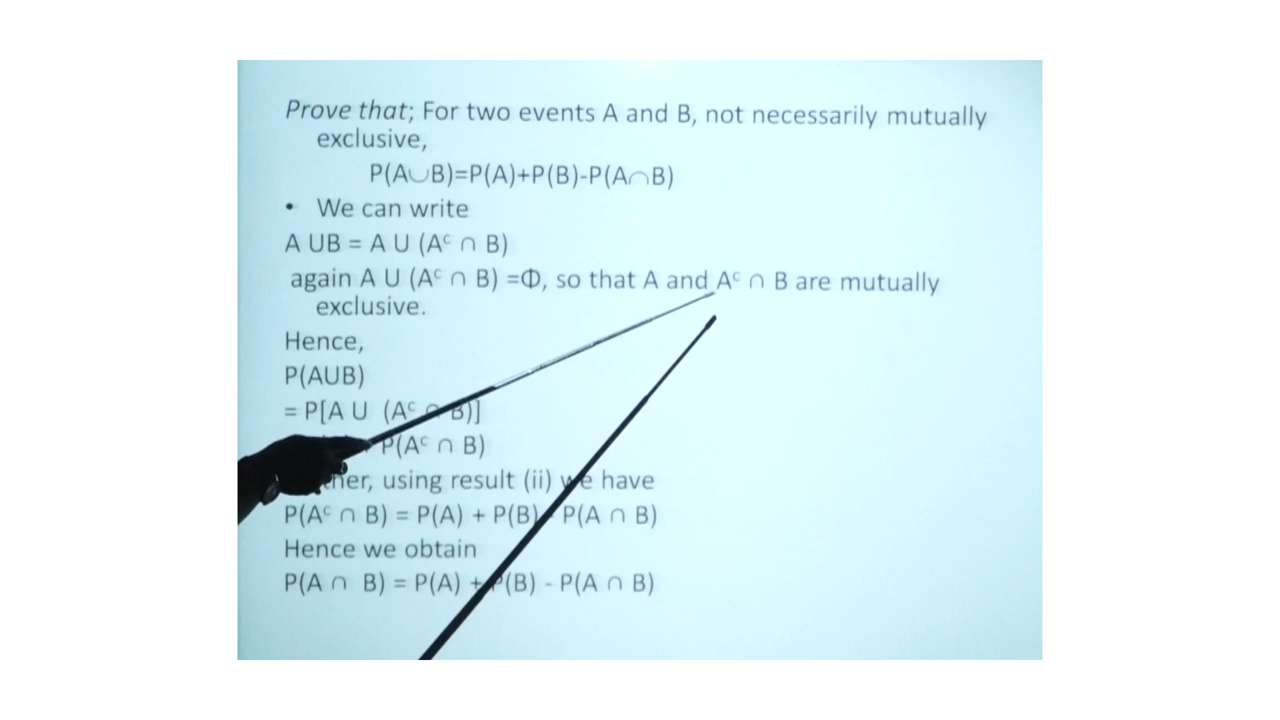 Prove that; For two events A and B, not necessarily mutually
exclusive,
P(A∪B)=P(A)+P(B)-P(A∩B)
• We can write
A UB = A U (Aᶜ ∩ B)
again A U (Aᶜ ∩ B) =Φ, so that A and Aᶜ ∩ B are mutually
exclusive.
Hence,
P(AUB)
= P[A U (Aᶜ ∩ B)]
P(Aᶜ ∩ B)
using result (ii) we have
P(Aᶜ ∩ B) = P(A) + P(B) - P(A ∩ B)
Hence we obtain
P(A ∩ B) = P(A) + P(B) - P(A ∩ B)